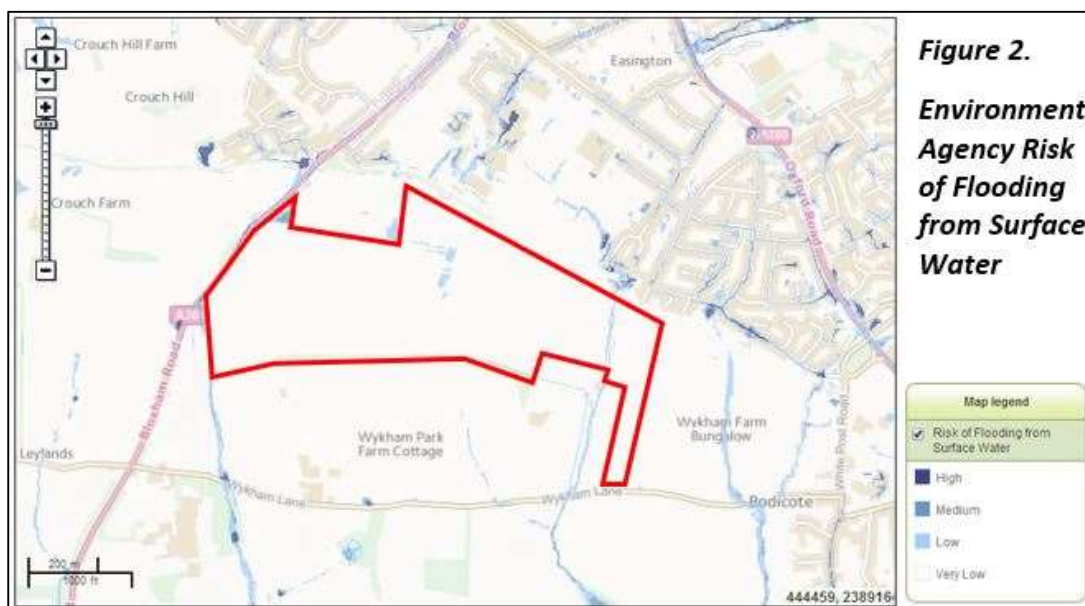 Figure 2.
Environment
Agency Risk
of Flooding
from Surface
Water
Crouch Hill Farm
Crouch Hill
Crouch Farm
Easington
Oxford Road
Bloxham Road
Leylands
Wykham Park
Farm Cottage
Wykham Farm
Bungalow
Wykham Lane
Wykham Lane
White Post Road
Bodicote
200 m
1000 ft
444459, 238916
Map legend
Risk of Flooding from
Surface Water
High
Medium
Low
Very Low